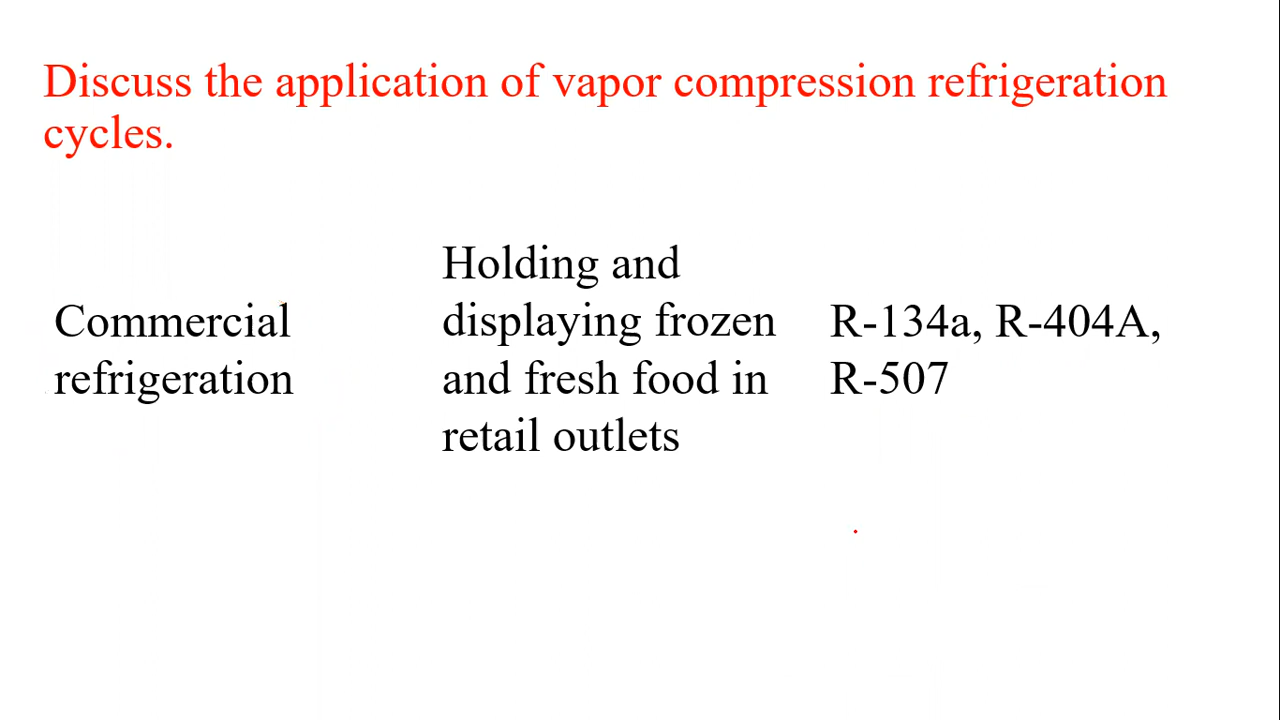 Discuss the application of vapor compression refrigeration
cycles.
Commercial
refrigeration
Holding and
displaying frozen
and fresh food in
retail outlets
R-134a, R-404A,
R-507